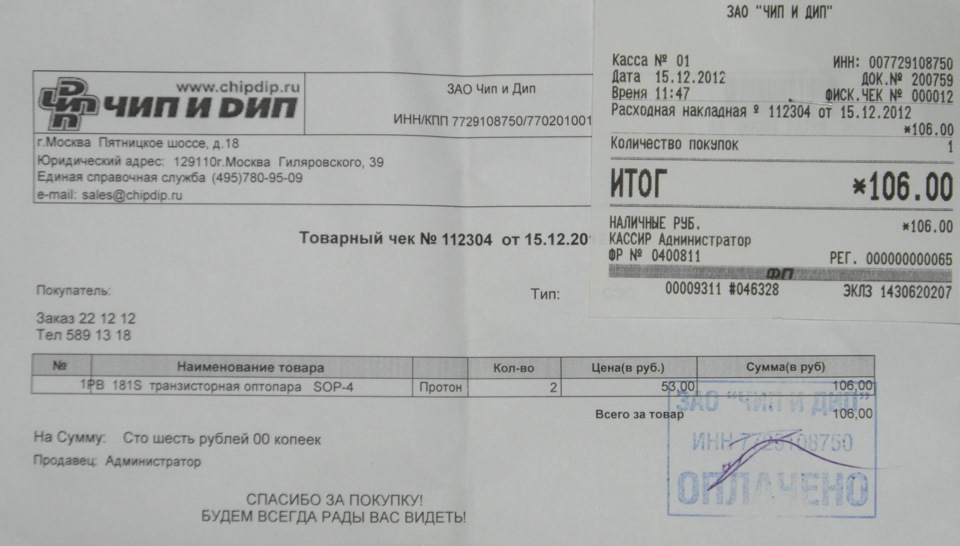 www.chipdip.ru
ЧИП И DИП
ЗАО Чип и Дип
ИНН/КПП 7729108750/770201001
г.Москва Пятницкое шоссе, д.18
Юридический адрес: 129110г.Москва Гиляровского, 39
Единая справочная служба (495)780-95-09
e-mail: sales@chipdip.ru
Товарный чек № 112304 от 15.12.20
Покупатель:
Тип:
Заказ 22 12 12
Тел 589 13 18
№ Наименование товара Кол-во Цена(в руб.) Сумма(в руб)
1 РВ 181S транзисторная оптопара SOP-4 Протон 2 53,00 106,00
Всего за товар 106,00
На Сумму: Сто шесть рублей 00 копеек
Продавец: Администратор
СПАСИБО ЗА ПОКУПКУ!
БУДЕМ ВСЕГДА РАДЫ ВАС ВИДЕТЬ!
ЗАО "ЧИП И ДИП"
ИНН 7729108750
ОПЛАЧЕНО
ЗАО "ЧИП И ДИП"
Касса № 01 ИНН: 007729108750
Дата 15.12.2012 ДОК.№ 200759
Время 11:47 ФИСК.ЧЕК № 000012
Расходная накладная º 112304 от 15.12.2012
*106.00
Количество покупок 1
ИТОГ *106.00
НАЛИЧНЫЕ РУБ. *106.00
КАССИР Администратор
ФР № 0400811 РЕГ. 000000000065
ФП
00009311 #046328 ЭКЛЗ 1430620207